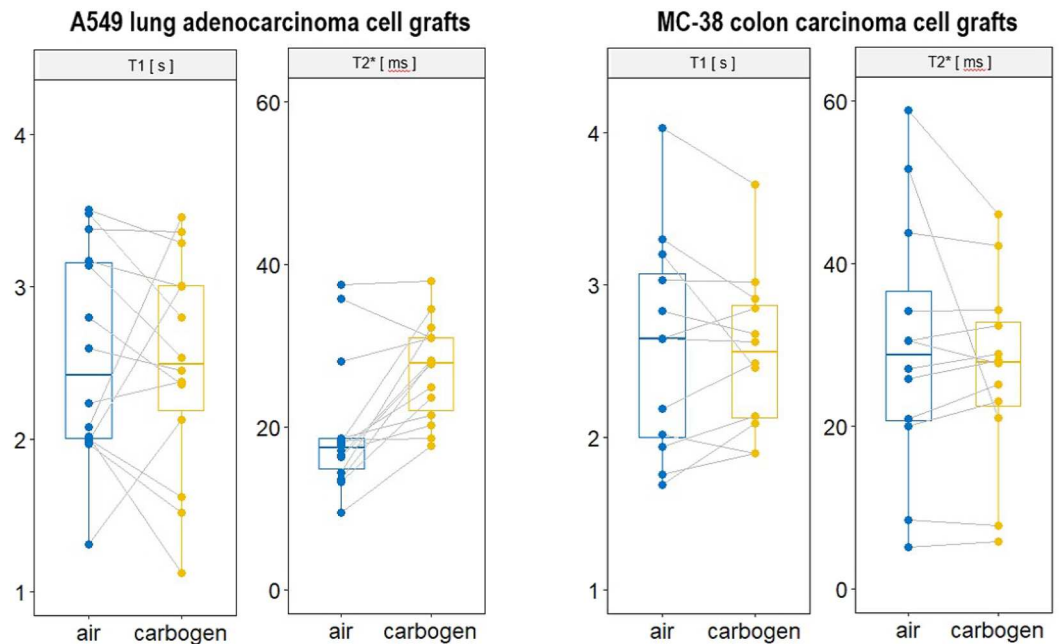 A549 lung adenocarcinoma cell grafts
MC-38 colon carcinoma cell grafts
T1 [ s ]
T2* [ ms ]
T1 [ s ]
T2* [ ms ]
4
3
2
1
60
40
20
0
4
3
2
1
60
40
20
0
air carbogen
air carbogen
air carbogen
air carbogen